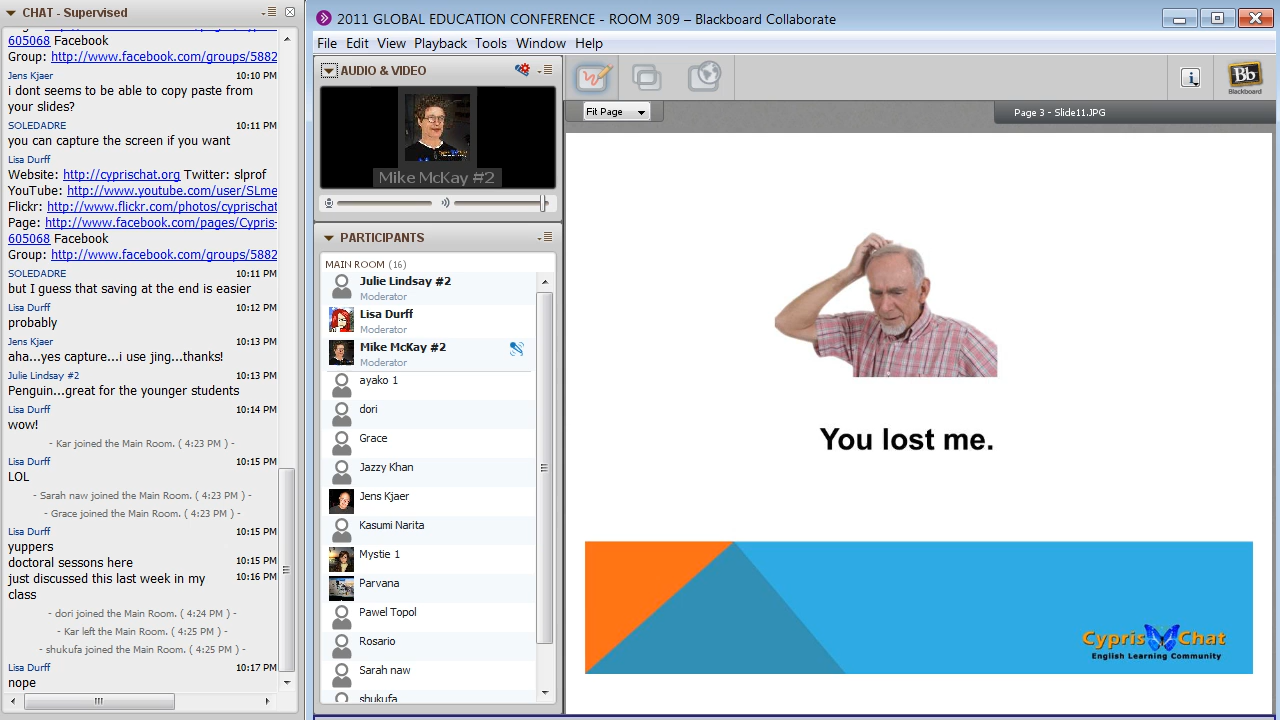 CHAT - Supervised
605068 Facebook
Group: http://www.facebook.com/groups/5882
Jens Kjaer 10:10 PM
i dont seems to be able to copy paste from
your slides?
SOLEDADRE 10:11 PM
you can capture the screen if you want
Lisa Durff
Website: http://cyprischat.org Twitter: slprof
YouTube: http://www.youtube.com/user/SLme
Flickr: http://www.flickr.com/photos/cyprischat
Page: http://www.facebook.com/pages/Cypris-
605068 Facebook
Group: http://www.facebook.com/groups/5882
SOLEDADRE 10:11 PM
but I guess that saving at the end is easier
Lisa Durff 10:12 PM
probably
Jens Kjaer 10:13 PM
aha...yes capture...i use jing...thanks!
Julie Lindsay #2 10:13 PM
Penguin...great for the younger students
Lisa Durff 10:14 PM
wow!
- Kar joined the Main Room. ( 4:23 PM ) -
Lisa Durff 10:15 PM
LOL
- Sarah naw joined the Main Room. ( 4:23 PM ) -
- Grace joined the Main Room. ( 4:23 PM ) -
Lisa Durff 10:15 PM
yuppers
doctoral sessons here 10:15 PM
just discussed this last week in my 10:16 PM
class
- dori joined the Main Room. ( 4:24 PM ) -
- Kar left the Main Room. ( 4:25 PM ) -
- shukufa joined the Main Room. ( 4:25 PM ) -
Lisa Durff 10:17 PM
nope
2011 GLOBAL EDUCATION CONFERENCE - ROOM 309 – Blackboard Collaborate
File Edit View Playback Tools Window Help
AUDIO & VIDEO
Mike McKay #2
PARTICIPANTS
MAIN ROOM (16)
Julie Lindsay #2
Moderator
Lisa Durff
Moderator
Mike McKay #2
Moderator
ayako 1
dori
Grace
Jazzy Khan
Jens Kjaer
Kasumi Narita
Mystie 1
Parvana
Pawel Topol
Rosario
Sarah naw
shukufa
Bb
Blackboard
Fit Page
Page 3 - Slide11.JPG
You lost me.
Cypris Chat
English Learning Community